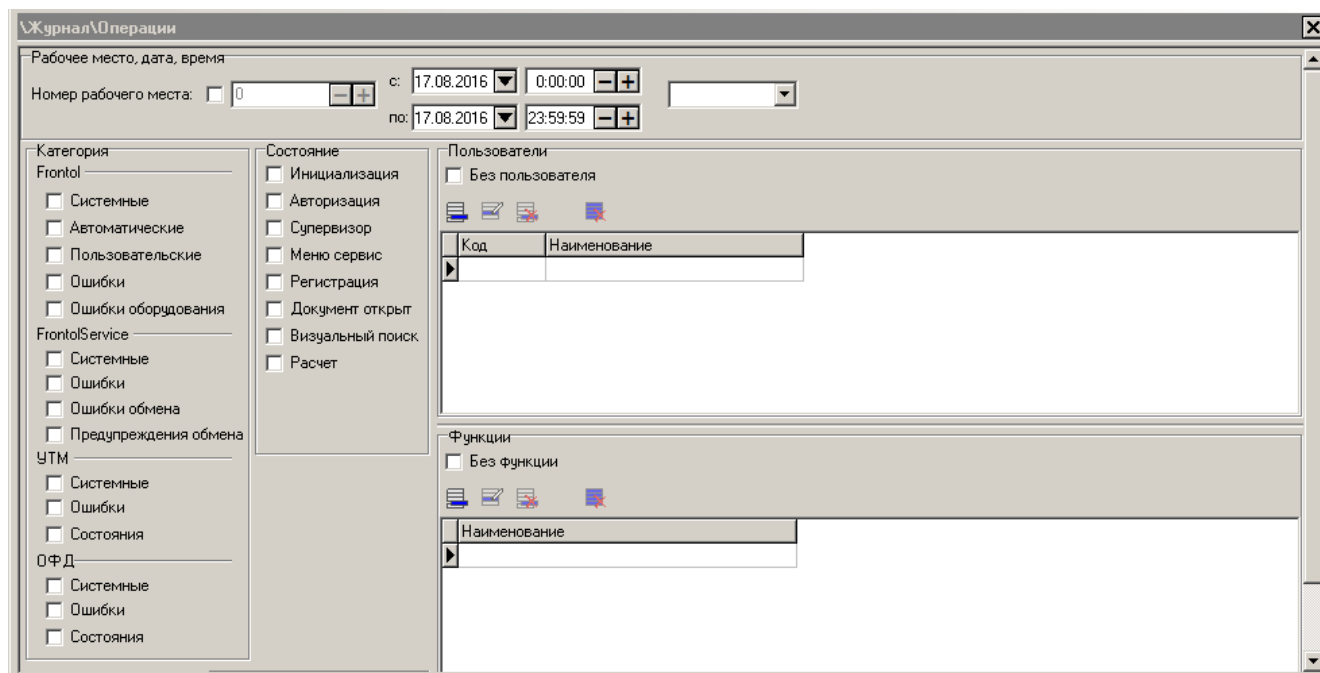 \Журнал\Операции
Рабочее место, дата, время
Номер рабочего места: 0
с: 17.08.2016 0:00:00
по: 17.08.2016 23:59:59
Категория
Frontol
Системные
Автоматические
Пользовательские
Ошибки
Ошибки оборудования
FrontolService
Системные
Ошибки
Ошибки обмена
Предупреждения обмена
УТМ
Системные
Ошибки
Состояния
ОФД
Системные
Ошибки
Состояния
Состояние
Инициализация
Авторизация
Супервизор
Меню сервис
Регистрация
Документ открыт
Визуальный поиск
Расчет
Пользователи
Без пользователя
Код Наименование
Функции
Без функции
Наименование